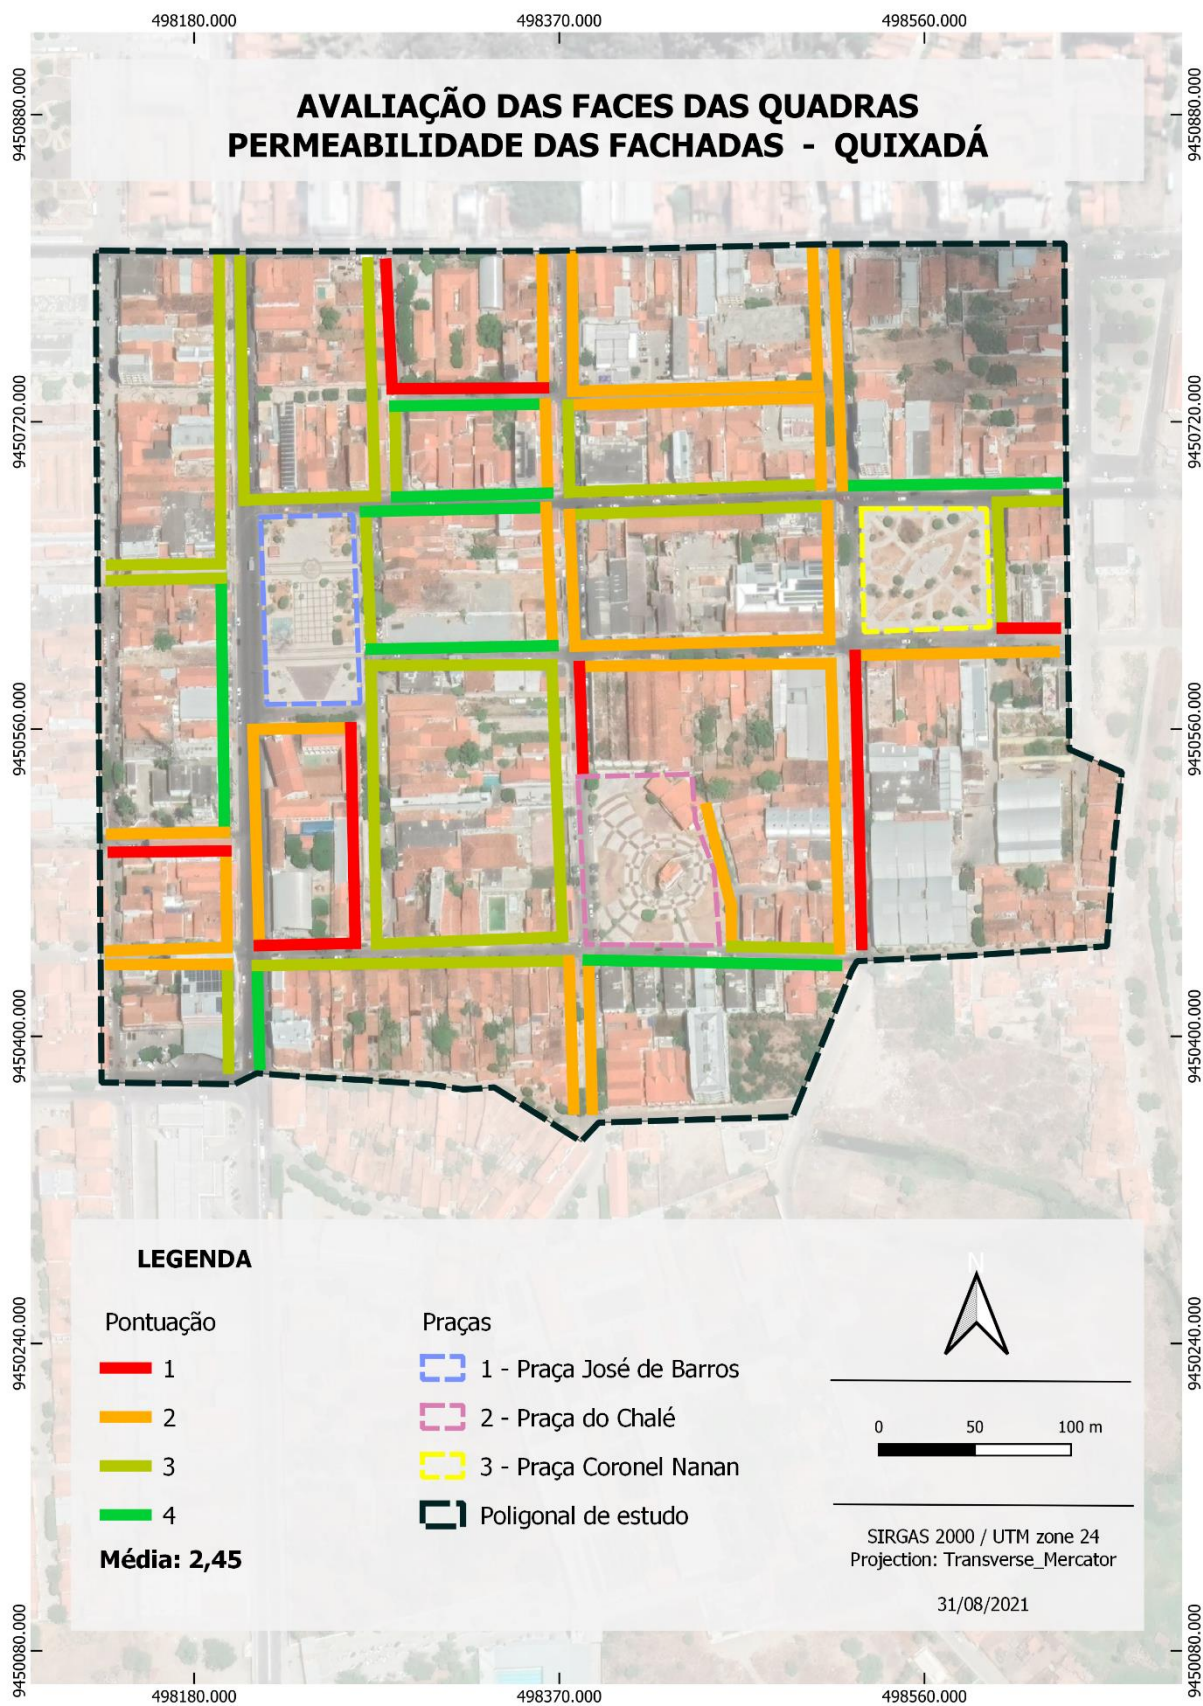 498180.000 498370.000 498560.000
9450880.000 9450880.000
AVALIAÇÃO DAS FACES DAS QUADRAS
PERMEABILIDADE DAS FACHADAS - QUIXADÁ
9450720.000 9450720.000
9450560.000 9450560.000
9450400.000 9450400.000
LEGENDA
N
Pontuação
1
2
3
4
Média: 2,45
Praças
1 - Praça José de Barros
2 - Praça do Chalé
3 - Praça Coronel Nanan
Poligonal de estudo
9450240.000 9450240.000
0 50 100 m
SIRGAS 2000 / UTM zone 24
Projection: Transverse_Mercator
31/08/2021
9450080.000 9450080.000
498180.000 498370.000 498560.000